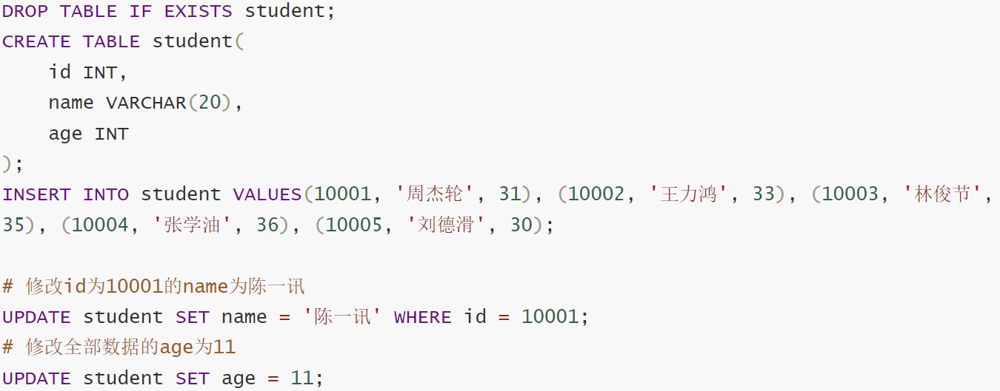 DROP TABLE IF EXISTS student;
CREATE TABLE student(
    id INT,
    name VARCHAR(20),
    age INT
);
INSERT INTO student VALUES(10001, '周杰轮', 31), (10002, '王力鸿', 33), (10003, '林俊节',
35), (10004, '张学油', 36), (10005, '刘德滑', 30);
# 修改id为10001的name为陈一讯
UPDATE student SET name = '陈一讯' WHERE id = 10001;
# 修改全部数据的age为11
UPDATE student SET age = 11;